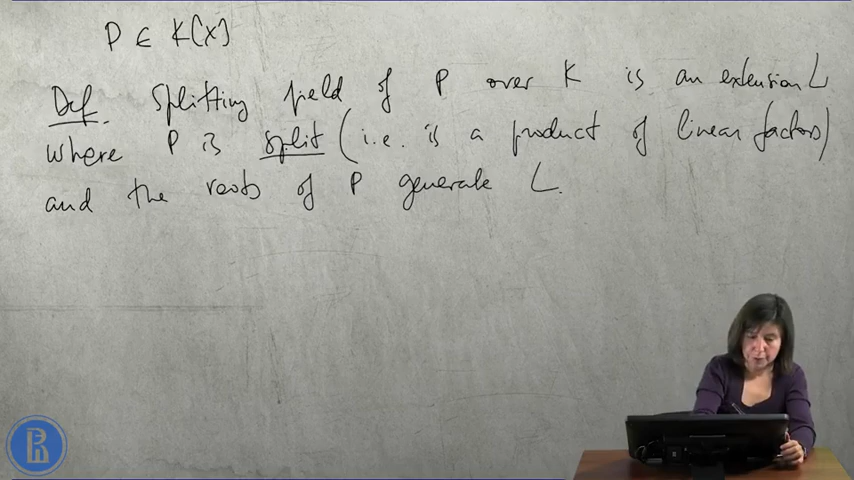 P ∈ K[X]
Def. Splitting field of P over K is an extension L
where P is split (i.e. is a product of linear factors)
and the roots of P generate L.